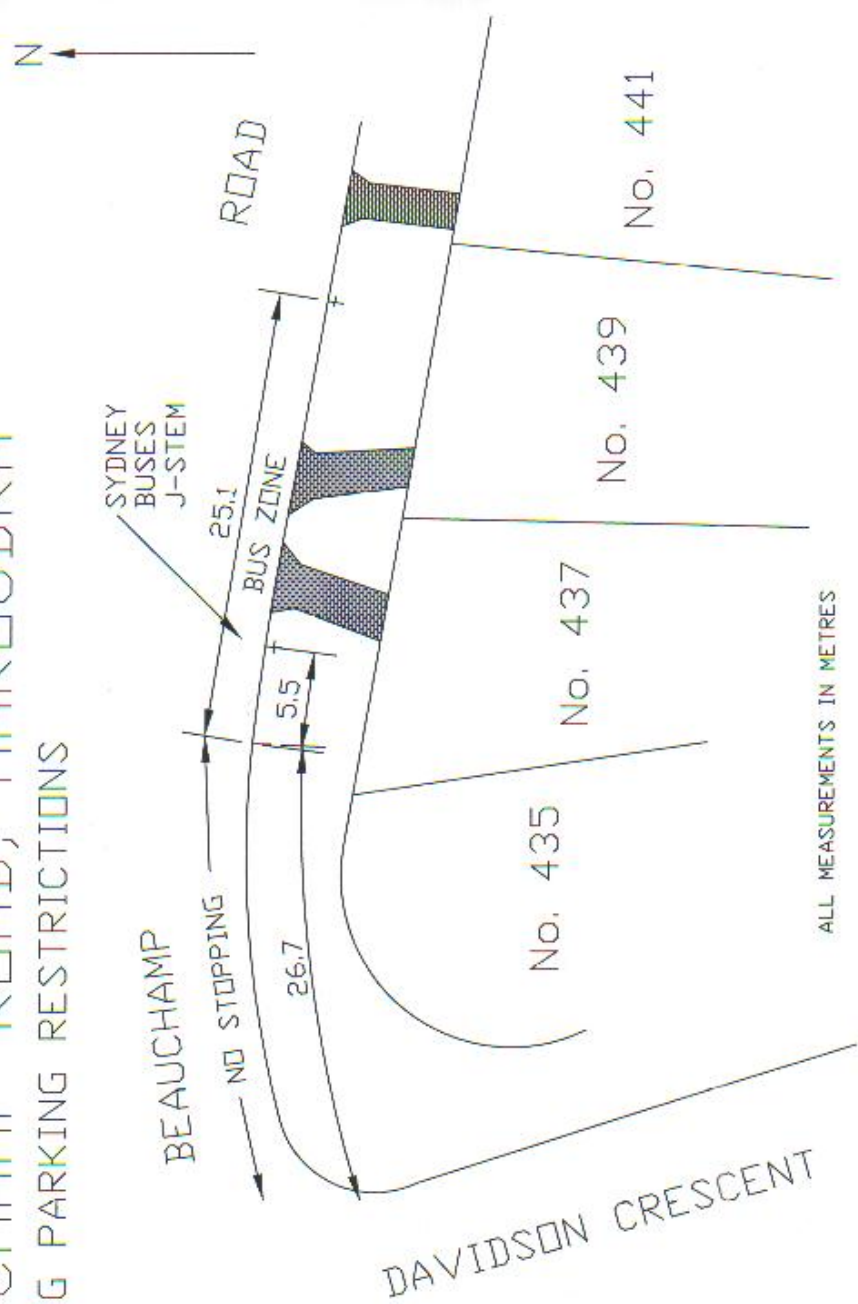 G PARKING RESTRICTIONS
N
BEAUCHAMP
ROAD
SYDNEY
BUSES
J-STEM
25.1
NO STOPPING
BUS ZONE
5.5
26.7
No. 435
No. 437
No. 439
No. 441
DAVIDSON CRESCENT
ALL MEASUREMENTS IN METRES